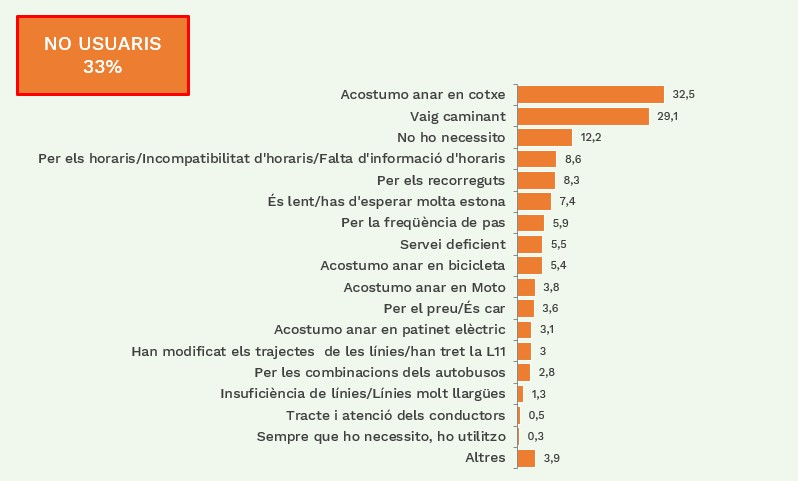 NO USUARIS
33%
Acostumo anar en cotxe 32,5
Vaig caminant 29,1
No ho necessito 12,2
Per els horaris/Incompatibilitat d'horaris/Falta d'informació d'horaris 8,6
Per els recorreguts 8,3
És lent/has d'esperar molta estona 7,4
Per la freqüència de pas 5,9
Servei deficient 5,5
Acostumo anar en bicicleta 5,4
Acostumo anar en Moto 3,8
Per el preu/És car 3,6
Acostumo anar en patinet elèctric 3,1
Han modificat els trajectes  de les línies/han tret la L11 3
Per les combinacions dels autobusos 2,8
Insuficiència de línies/Línies molt llargües 1,3
Tracte i atenció dels conductors 0,5
Sempre que ho necessito, ho utilitzo 0,3
Altres 3,9